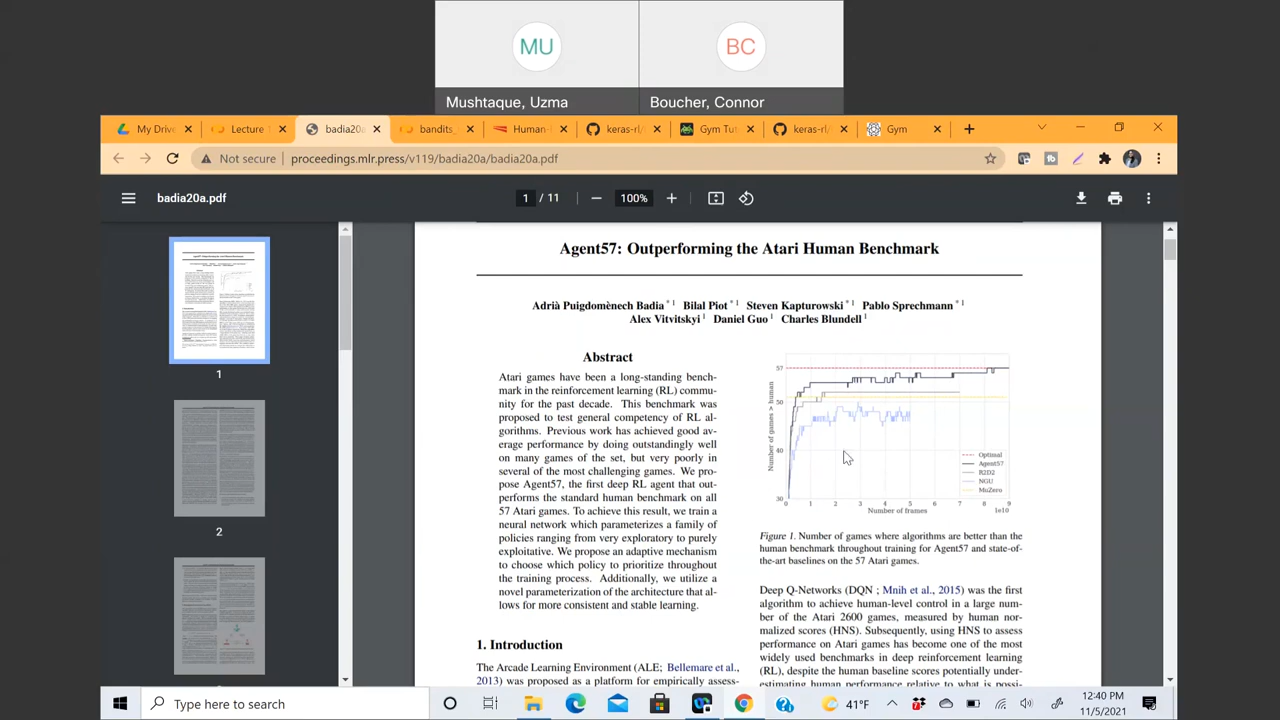 MU
BC
Mushtaque, Uzma
Boucher, Connor
My Drive
Lecture
badia20a
bandits_
Human-
keras-rl/
Gym Tut
keras-rl/
Gym
Not secure
proceedings.mlr.press/v119/badia20a/badia20a.pdf
badia20a.pdf
1 / 11
100%
1
2
Agent57: Outperforming the Atari Human Benchmark
Adrià Puigdomènech Badia * 1 Bilal Piot * 1 Steven Kapturowski * 1 Pablo Sprechmann * 1
Alex Vitvitskyi 1 Daniel Guo 1 Charles Blundell 1
Abstract
Atari games have been a long-standing bench-
mark in the reinforcement learning (RL) commu-
nity for the past decade. This benchmark was
proposed to test general competency of RL al-
gorithms. Previous work has achieved good av-
erage performance by doing outstandingly well
on many games of the set, but very poorly in
several of the most challenging games. We pro-
pose Agent57, the first deep RL agent that out-
performs the standard human benchmark on all
57 Atari games. To achieve this result, we train a
neural network which parameterizes a family of
policies ranging from very exploratory to purely
exploitative. We propose an adaptive mechanism
to choose which policy to prioritize throughout
the training process. Additionally, we utilize a
novel parameterization of the architecture that al-
lows for more consistent and stable learning.
1. Introduction
The Arcade Learning Environment (ALE; Bellemare et al.,
2013) was proposed as a platform for empirically assess-
Number of games > human
57
50
40
30
0 1 2 3 4 5 6 7 8 9
1e10
Number of frames
Optimal
Agent57
R2D2
NGU
MuZero
Figure 1. Number of games where algorithms are better than the
human benchmark throughout training for Agent57 and state-of-
the-art baselines on the 57 Atari games.
Deep Q-Networks (DQN ; Mnih et al., 2015) was the first
algorithm to achieve human-level control in a large num-
ber of the Atari 2600 games, measured by human nor-
malized scores (HNS). Subsequently, using HNS to assess
performance on Atari games has become one of the most
widely used benchmarks in deep reinforcement learning
(RL), despite the human baseline scores potentially under-
estimating human performance relative to what is possi-
Type here to search
41°F
12:40 PM
11/5/2021